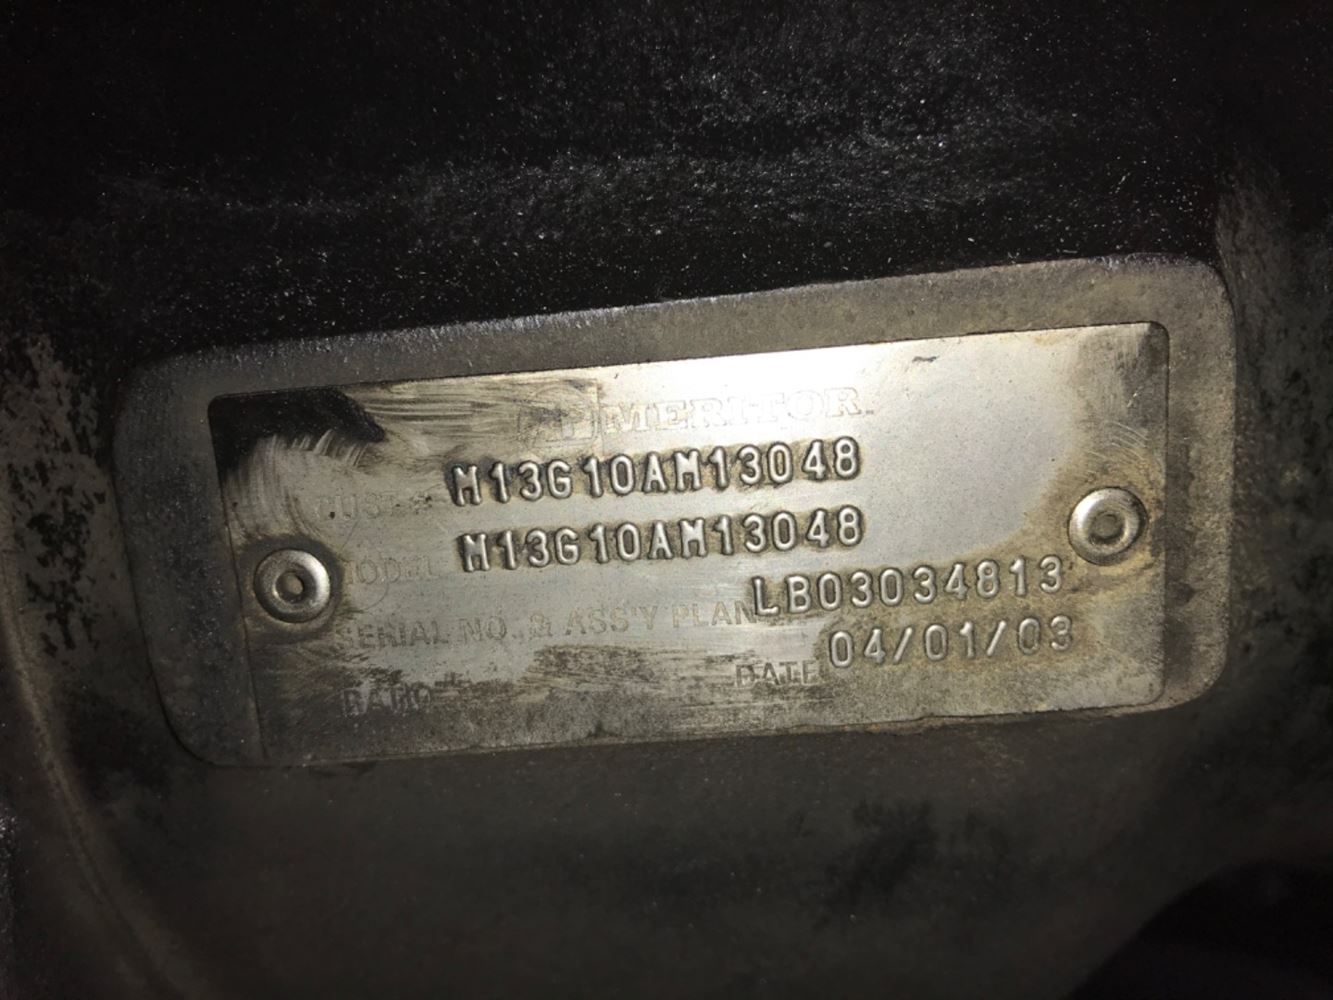 MERITOR
CUST # M13G10AM13048
MODEL M13G10AM13048
LB03034813
SERIAL NO. & ASS'Y PLANT
04/01/03
RATIO DATE